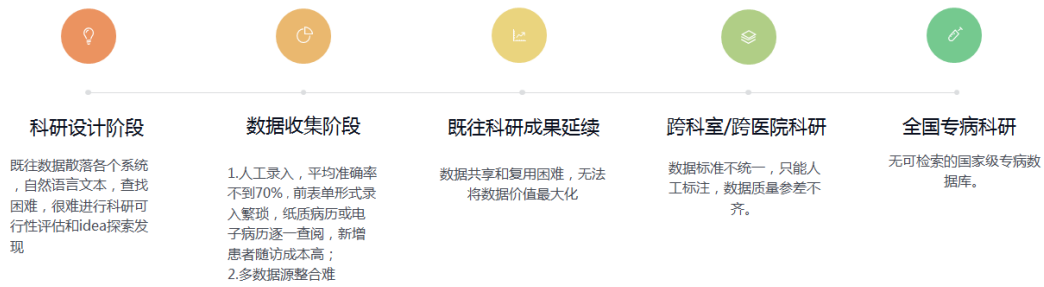 科研设计阶段
既往数据散落各个系统
，自然语言文本，查找
困难，很难进行科研可
行性评估和idea探索发
现
数据收集阶段
1.人工录入，平均准确率
不到70%，前表单形式录
入繁琐，纸质病历或电
子病历逐一查阅，新增
患者随访成本高；
2.多数据源整合难
既往科研成果延续
数据共享和复用困难，无法
将数据价值最大化
跨科室/跨医院科研
数据标准不统一，只能人
工标注，数据质量参差不
齐。
全国专病科研
无可检索的国家级专病数
据库。